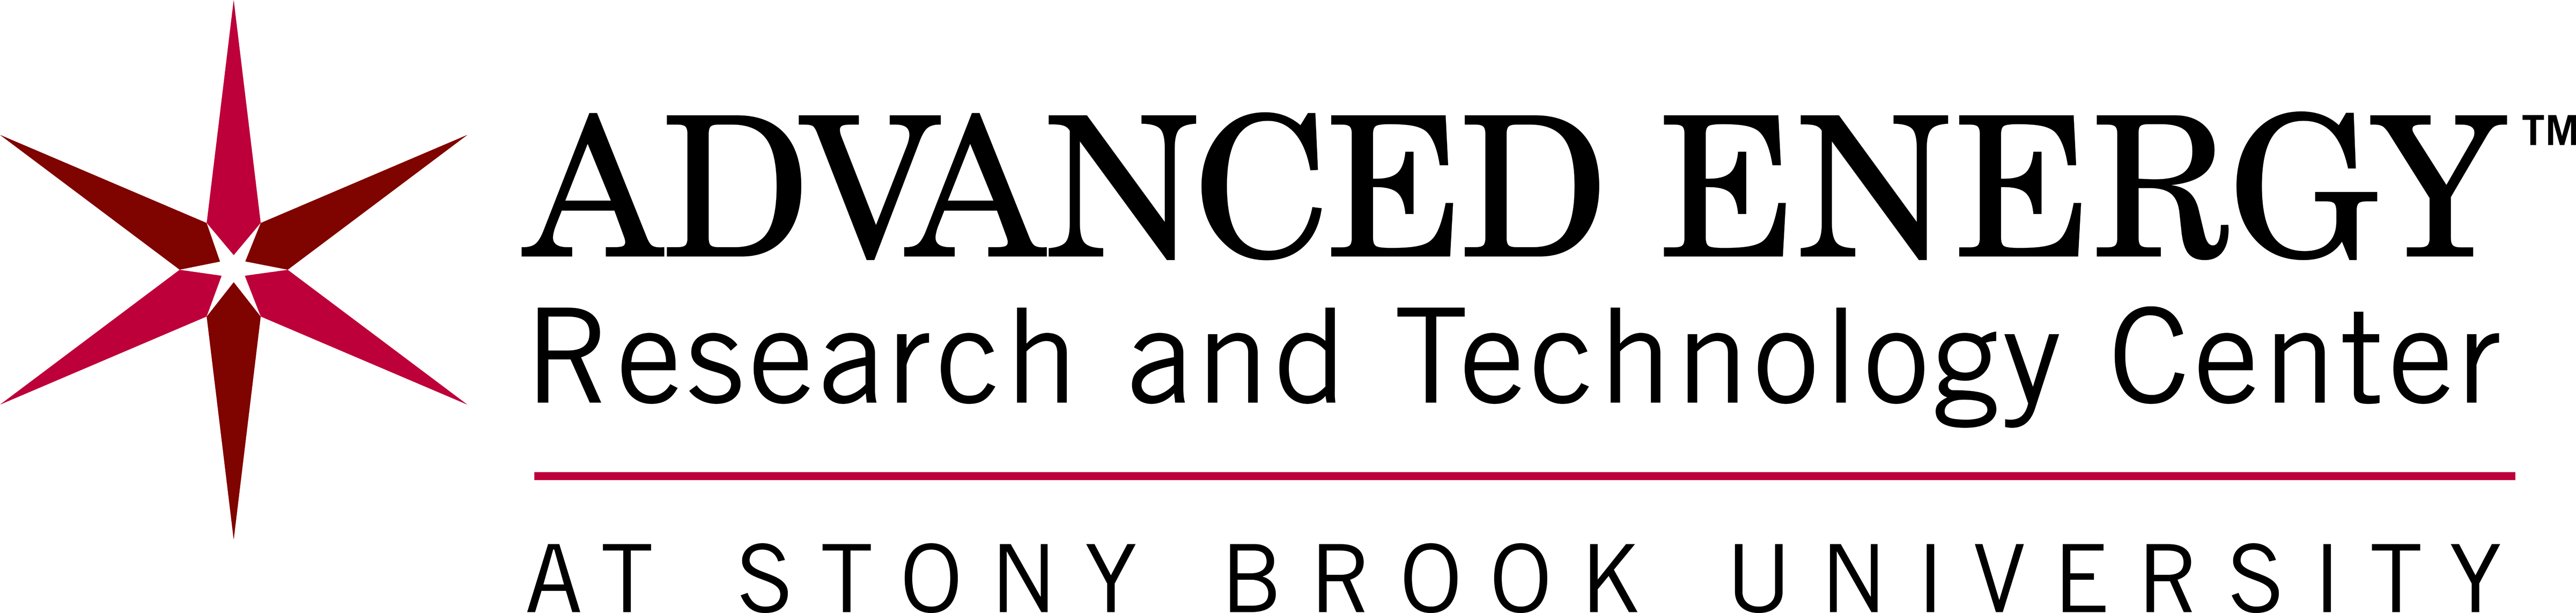 ADVANCED ENERGY™
Research and Technology Center
AT STONY BROOK UNIVERSITY